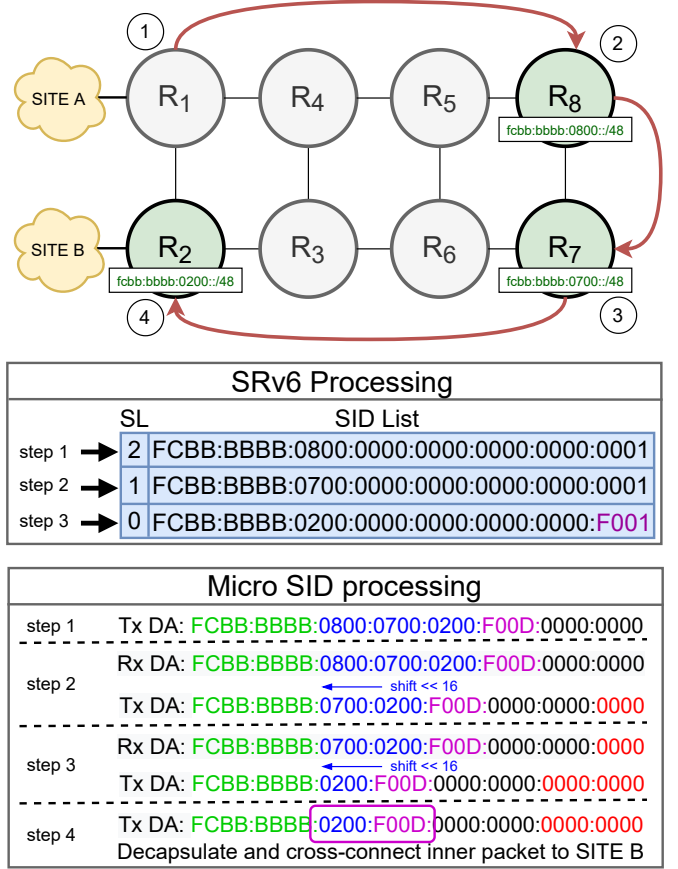 1
2
SITE A
R1
R4
R5
R8
fcbb:bbbb:0800::/48
SITE B
R2
R3
R6
R7
fcbb:bbbb:0200::/48
fcbb:bbbb:0700::/48
4
3
SRv6 Processing
SL SID List
step 1 2 FCBB:BBBB:0800:0000:0000:0000:0000:0001
step 2 1 FCBB:BBBB:0700:0000:0000:0000:0000:0001
step 3 0 FCBB:BBBB:0200:0000:0000:0000:0000:F001
Micro SID processing
step 1 Tx DA: FCBB:BBBB:0800:0700:0200:F00D:0000:0000
Rx DA: FCBB:BBBB:0800:0700:0200:F00D:0000:0000
step 2
shift << 16
Tx DA: FCBB:BBBB:0700:0200:F00D:0000:0000:0000
Rx DA: FCBB:BBBB:0700:0200:F00D:0000:0000:0000
step 3
shift << 16
Tx DA: FCBB:BBBB:0200:F00D:0000:0000:0000:0000
step 4
Tx DA: FCBB:BBBB:0200:F00D:0000:0000:0000:0000
Decapsulate and cross-connect inner packet to SITE B